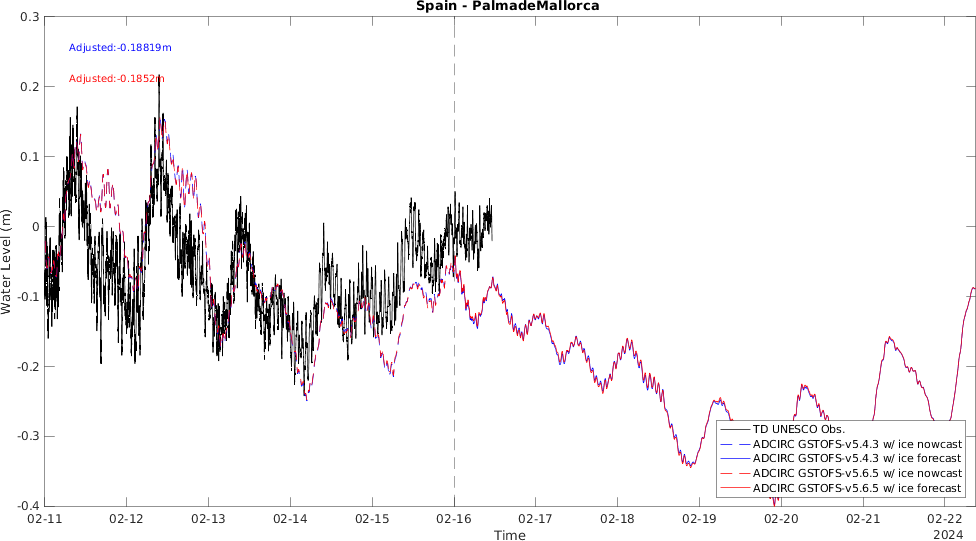 Spain - PalmadeMallorca
0.3
0.2
0.1
0
-0.1
-0.2
-0.3
-0.4
Water Level (m)
Adjusted:-0.18819m
Adjusted:-0.1852m
TD UNESCO Obs.
ADCIRC GSTOFS-v5.4.3 w/ ice nowcast
ADCIRC GSTOFS-v5.4.3 w/ ice forecast
ADCIRC GSTOFS-v5.6.5 w/ ice nowcast
ADCIRC GSTOFS-v5.6.5 w/ ice forecast
02-11 02-12 02-13 02-14 02-15 02-16 02-17 02-18 02-19 02-20 02-21 02-22
2024
Time